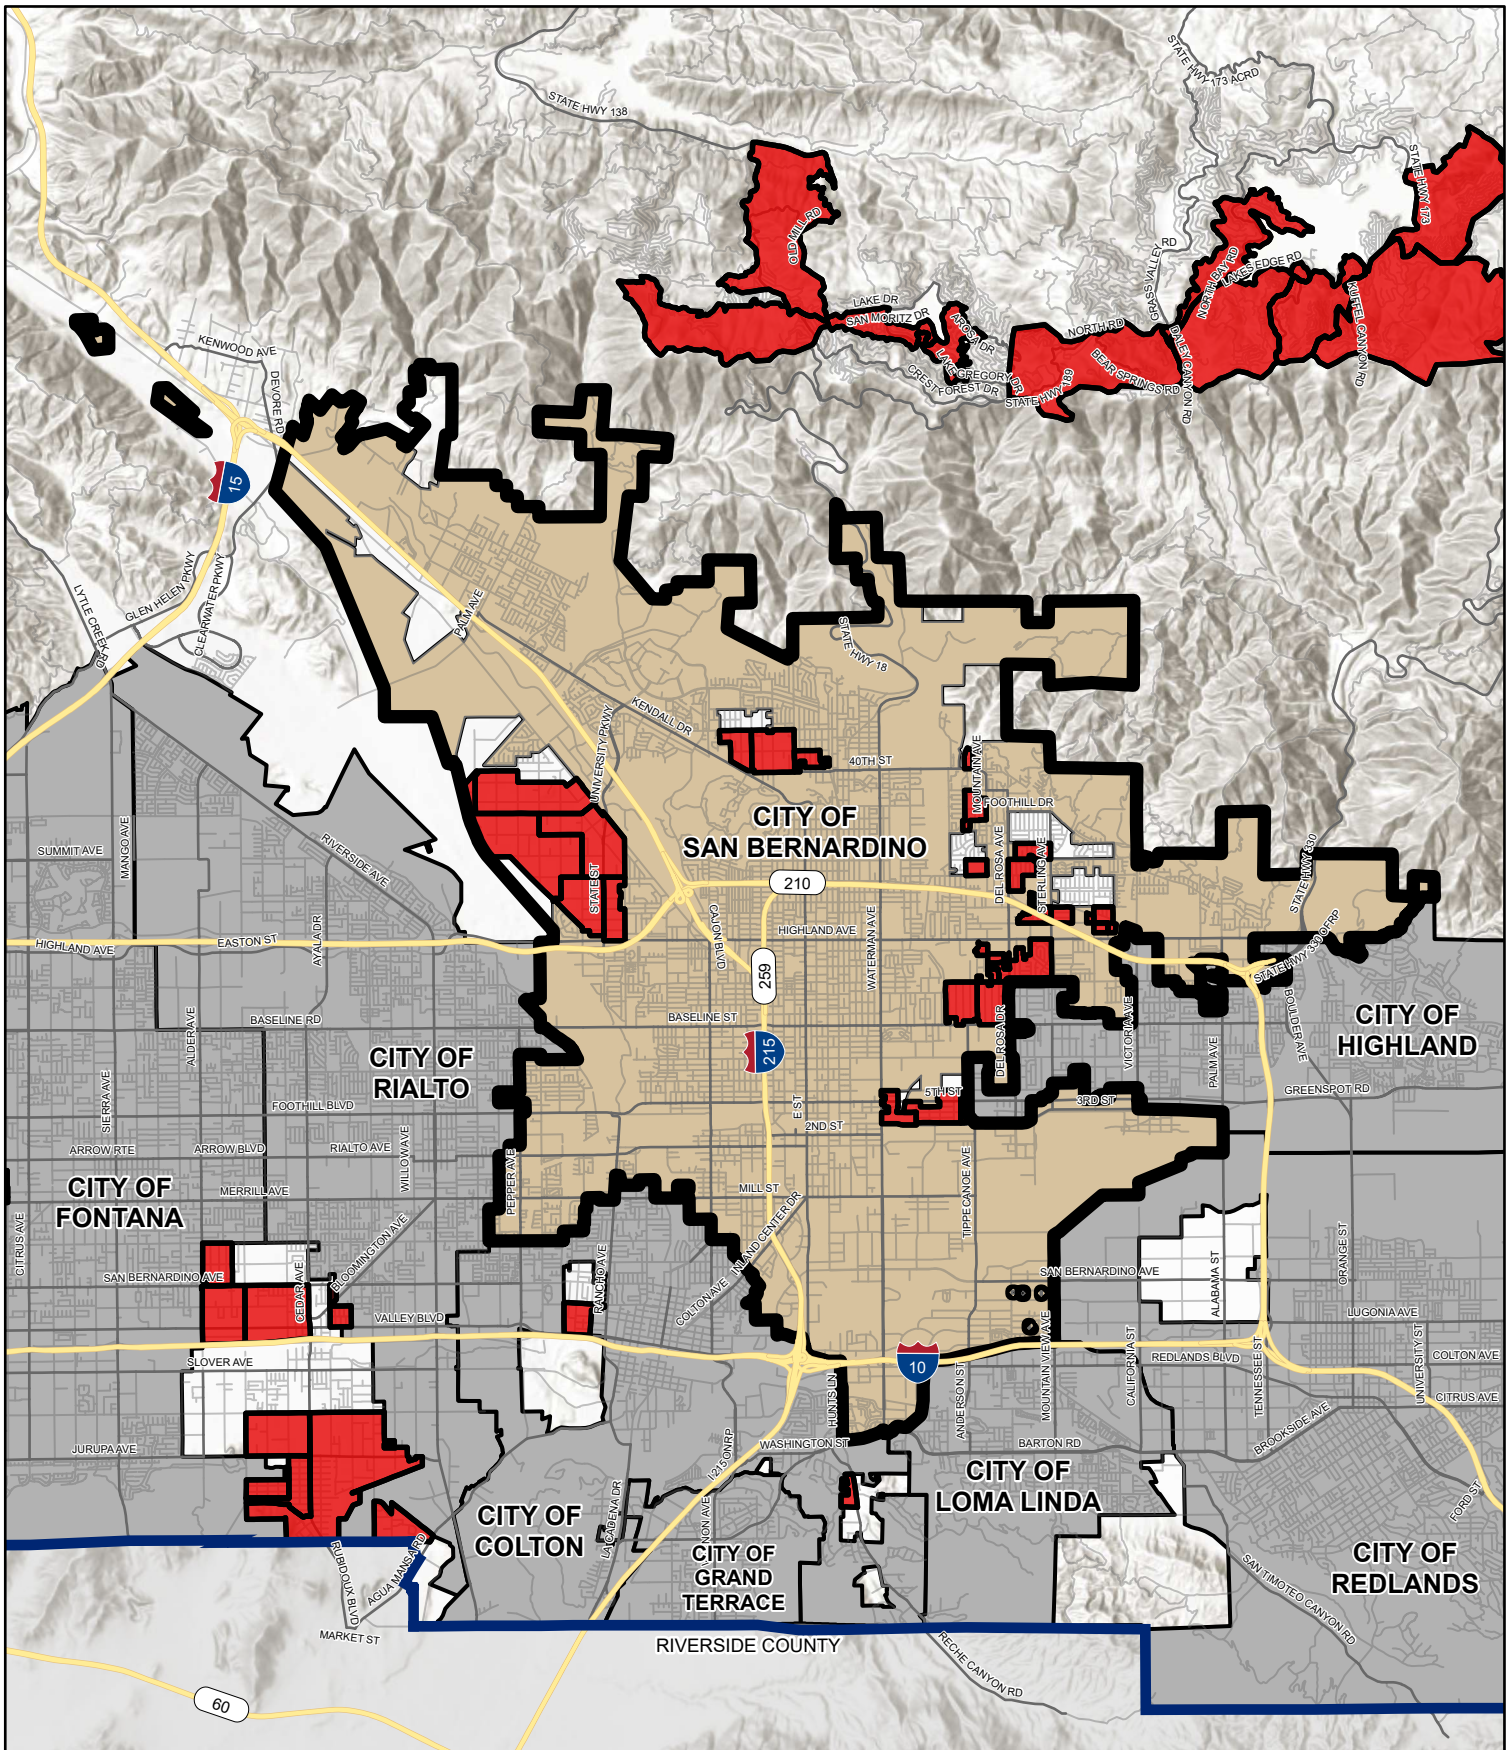 STATE HWY 173 ACRD
STATE HWY 138
STATE HWY 173
OLD MILL RD
GRASS VALLEY RD
NORTH BAY RD
LAKES EDGE RD
KUFFEL CANYON RD
LAKE DR
SAN MORITZ DR
AROSA DR
NORTH RD
DALEY CANYON RD
KENWOOD AVE
DEVORE RD
LAKE GREGORY DR
CREST FOREST DR
STATE HWY 189
BEAR SPRINGS RD
15
GLEN HELEN PKWY
CLEARWATER PKWY
LYTLE CREEK RD
PALM AVE
STATE HWY 18
KENDALL DR
UNIVERSITY PKWY
40TH ST
MOUNTAIN AVE
FOOTHILL DR
CITY OF
SAN BERNARDINO
SUMMIT AVE
MANGO AVE
RIVERSIDE AVE
STATE ST
210
DEL ROSA AVE
STERLING AVE
STATE HWY 330
HIGHLAND AVE
EASTON ST
AYALA DR
CAJON BLVD
HIGHLAND AVE
WATERMAN AVE
STATE HWY 330 OFRP
259
BASELINE RD
ALDER AVE
BASELINE ST
DEL ROSA DR
VICTORIA AVE
PALM AVE
BOULDER AVE
CITY OF
HIGHLAND
CITY OF
RIALTO
215
SIERRA AVE
FOOTHILL BLVD
E ST
5TH ST
3RD ST
GREENSPOT RD
2ND ST
ARROW RTE
ARROW BLVD
RIALTO AVE
WILLOW AVE
PEPPER AVE
TIPPECANOE AVE
CITY OF
FONTANA
MERRILL AVE
MILL ST
INLAND CENTER DR
CITRUS AVE
BLOOMINGTON AVE
SAN BERNARDINO AVE
CEDAR AVE
RANCHO AVE
COLTON AVE
SAN BERNARDINO AVE
ALABAMA ST
ORANGE ST
VALLEY BLVD
LUGONIA AVE
SLOVER AVE
10
MOUNTAIN VIEW AVE
CALIFORNIA ST
REDLANDS BLVD
TENNESSEE ST
UNIVERSITY ST
COLTON AVE
CITRUS AVE
HUNTS LN
ANDERSON ST
JURUPA AVE
WASHINGTON ST
BARTON RD
BROOKSIDE AVE
I-215 ONRP
CITY OF
LOMA LINDA
FORD ST
CITY OF
COLTON
LA CADENA DR
CITY OF
GRAND
TERRACE
CITY OF
REDLANDS
RUBIDOUX BLVD
AGUA MANSA RD
SAN TIMOTEO CANYON RD
MARKET ST
RIVERSIDE COUNTY
RECHE CANYON RD
60